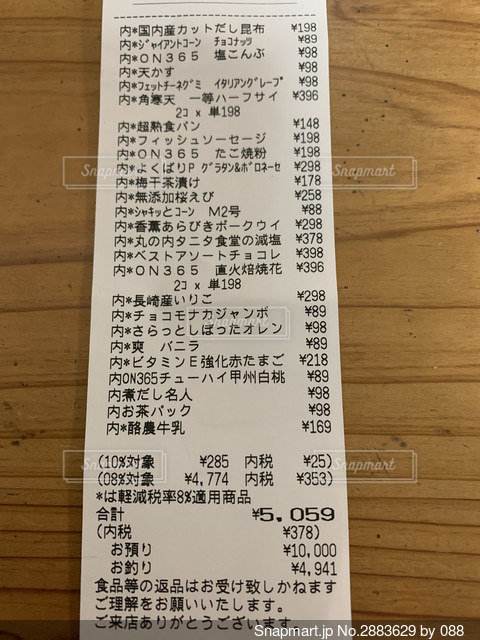 内*国内産カットだし昆布 ¥198
内*ジャイアントコーン チョコナッツ ¥89
内*ON365 塩こんぶ ¥98
内*天かす ¥98
内*フェットチーネグミ イタリアングレープ ¥98
内*角寒天 一等ハーフサイ ¥396
2コ x 単198
内*超熟食パン ¥148
内*フィッシュソーセージ ¥198
内*ON365 たこ焼粉 ¥198
内*よくばりP グラタン&ボロネーセ ¥298
内*梅干茶漬け ¥178
内*無添加桜えび ¥258
内*シャキッとコーン M2号 ¥88
内*香薫あらびきポークウイ ¥298
内*丸の内タニタ食堂の減塩 ¥378
内*ベストアソートチョコレ ¥398
内*ON365 直火焙焼花 ¥396
2コ x 単198
内*長崎産いりこ ¥298
内*チョコモナカジャンボ ¥89
内*さらっとしぼったオレン ¥98
内*爽 バニラ ¥89
内*ビタミンE強化赤たまご ¥218
内ON365チューハイ甲州白桃 ¥89
内煮だし名人 ¥98
内お茶パック ¥98
内*酪農牛乳 ¥169
(10%対象 ¥285 内税 ¥25)
(08%対象 ¥4,774 内税 ¥353)
*は軽減税率8%適用商品
合計 ¥5,059
(内税 ¥378)
お預り ¥10,000
お釣り ¥4,941
食品等の返品はお受け致しかねます
ご理解をお願いいたします。
ご来店ありがとうございます。
Snapmart
Snapmart
Snapmart
Snapmart
Snapmart
Snapmart.jp No.2883629 by 088